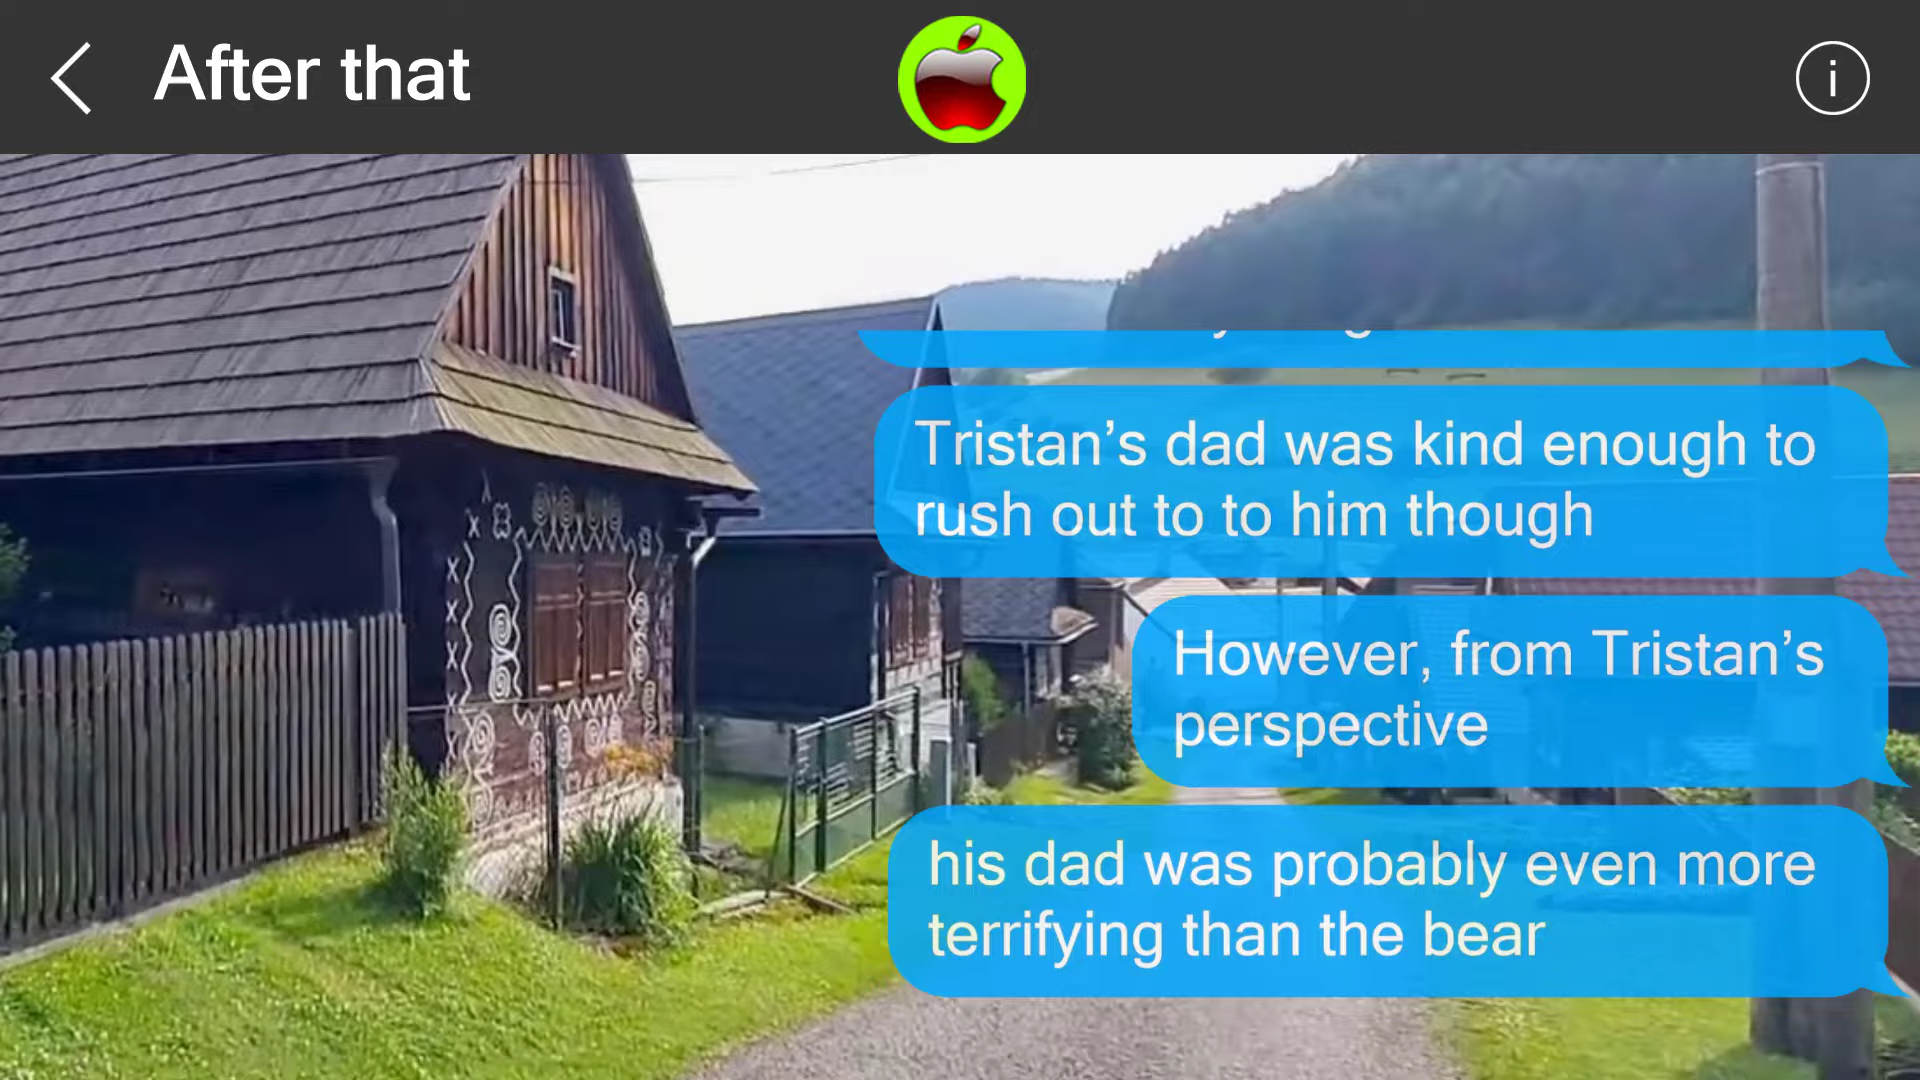 After that
Tristan’s dad was kind enough to
rush out to to him though
However, from Tristan’s
perspective
his dad was probably even more
terrifying than the bear